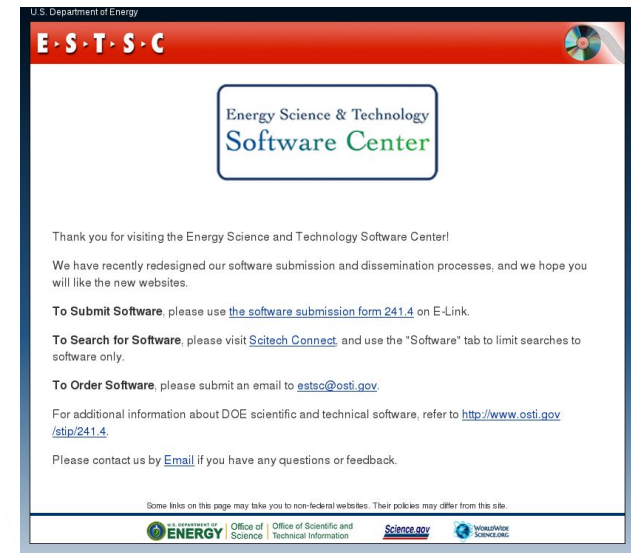 U.S. Department of Energy
E·S·T·S·C
Energy Science & Technology
Software Center
Thank you for visiting the Energy Science and Technology Software Center!
We have recently redesigned our software submission and dissemination processes, and we hope you
will like the new websites.
To Submit Software, please use the software submission form 241.4 on E-Link.
To Search for Software, please visit Scitech Connect, and use the "Software" tab to limit searches to
software only.
To Order Software, please submit an email to estsc@osti.gov.
For additional information about DOE scientific and technical software, refer to http://www.osti.gov
/stip/241.4.
Please contact us by Email if you have any questions or feedback.
Some links on this page may take you to non-federal websites. Their policies may differ from this site.
U.S. DEPARTMENT OF
ENERGY
Office of
Science
Office of Scientific and
Technical Information
Science.gov
WORLDWIDE
SCIENCE.ORG